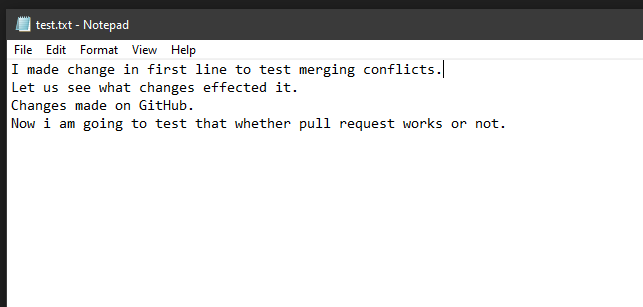 test.txt - Notepad
File Edit Format View Help
I made change in first line to test merging conflicts.
Let us see what changes effected it.
Changes made on GitHub.
Now i am going to test that whether pull request works or not.